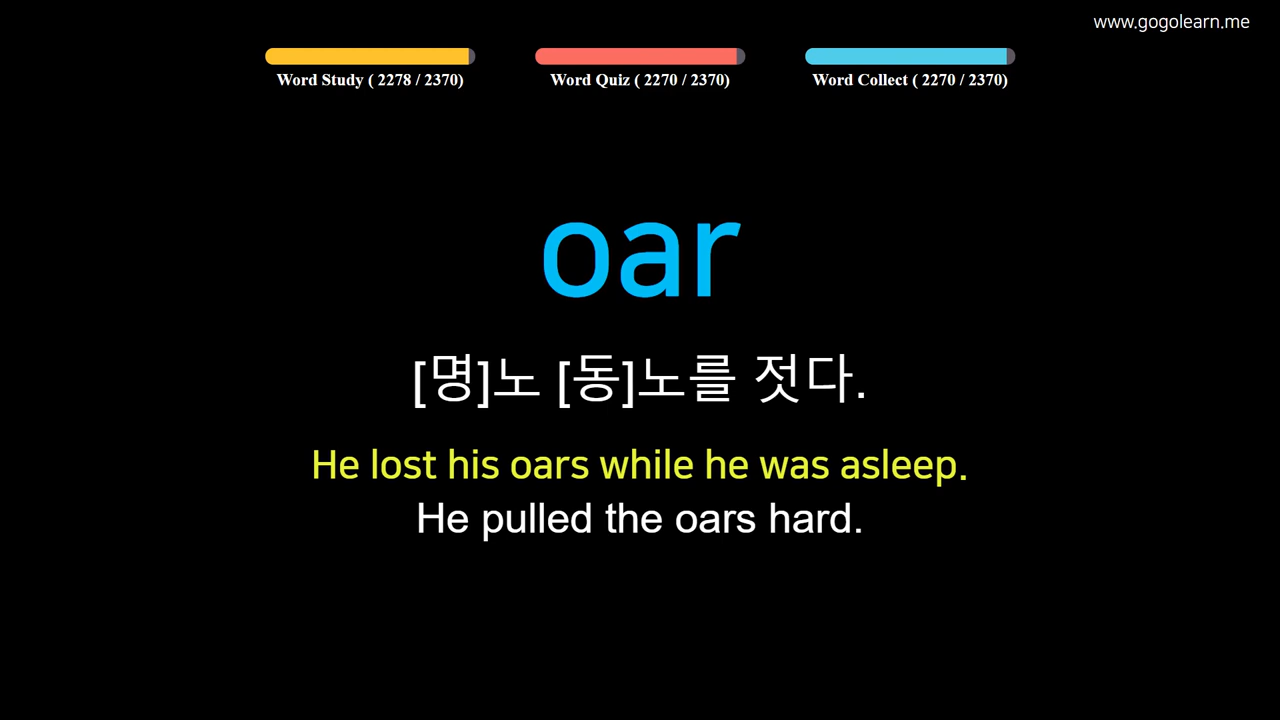 www.gogolearn.me
Word Study ( 2278 / 2370)
Word Quiz ( 2270 / 2370)
Word Collect ( 2270 / 2370)
oar
[명]노 [동]노를 젓다.
He lost his oars while he was asleep.
He pulled the oars hard.